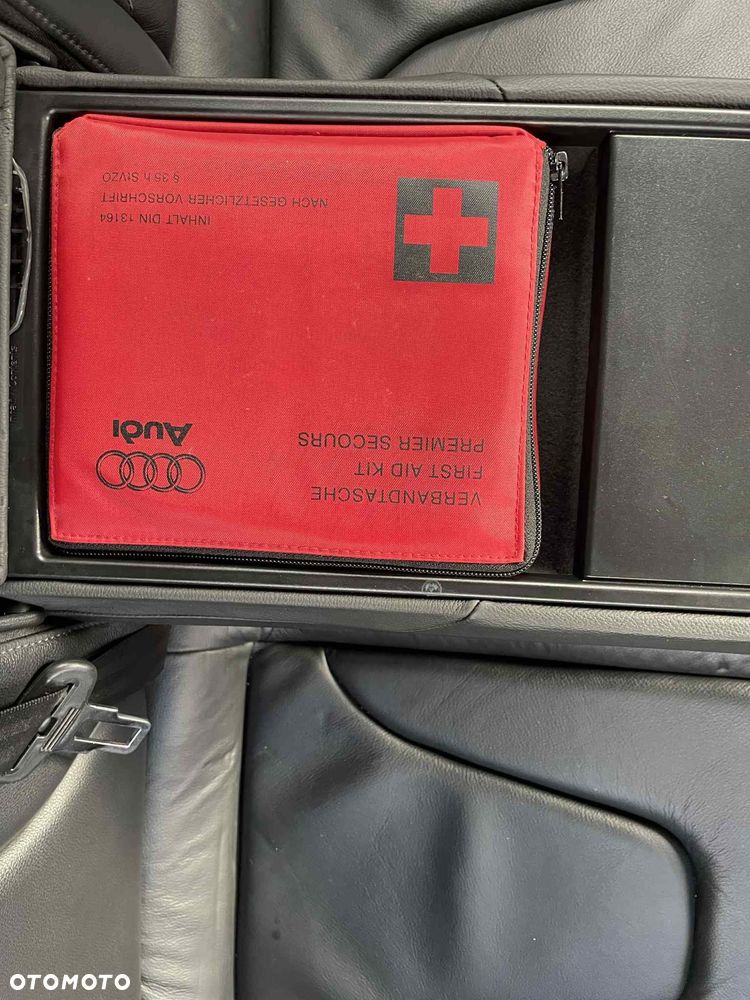 VERBANDTASCHE
FIRST AID KIT
PREMIER SECOURS
Audi
INHALT DIN 13164
NACH GESETZLICHER VORSCHRIFT
§ 35 h StVZO
OTOMOTO